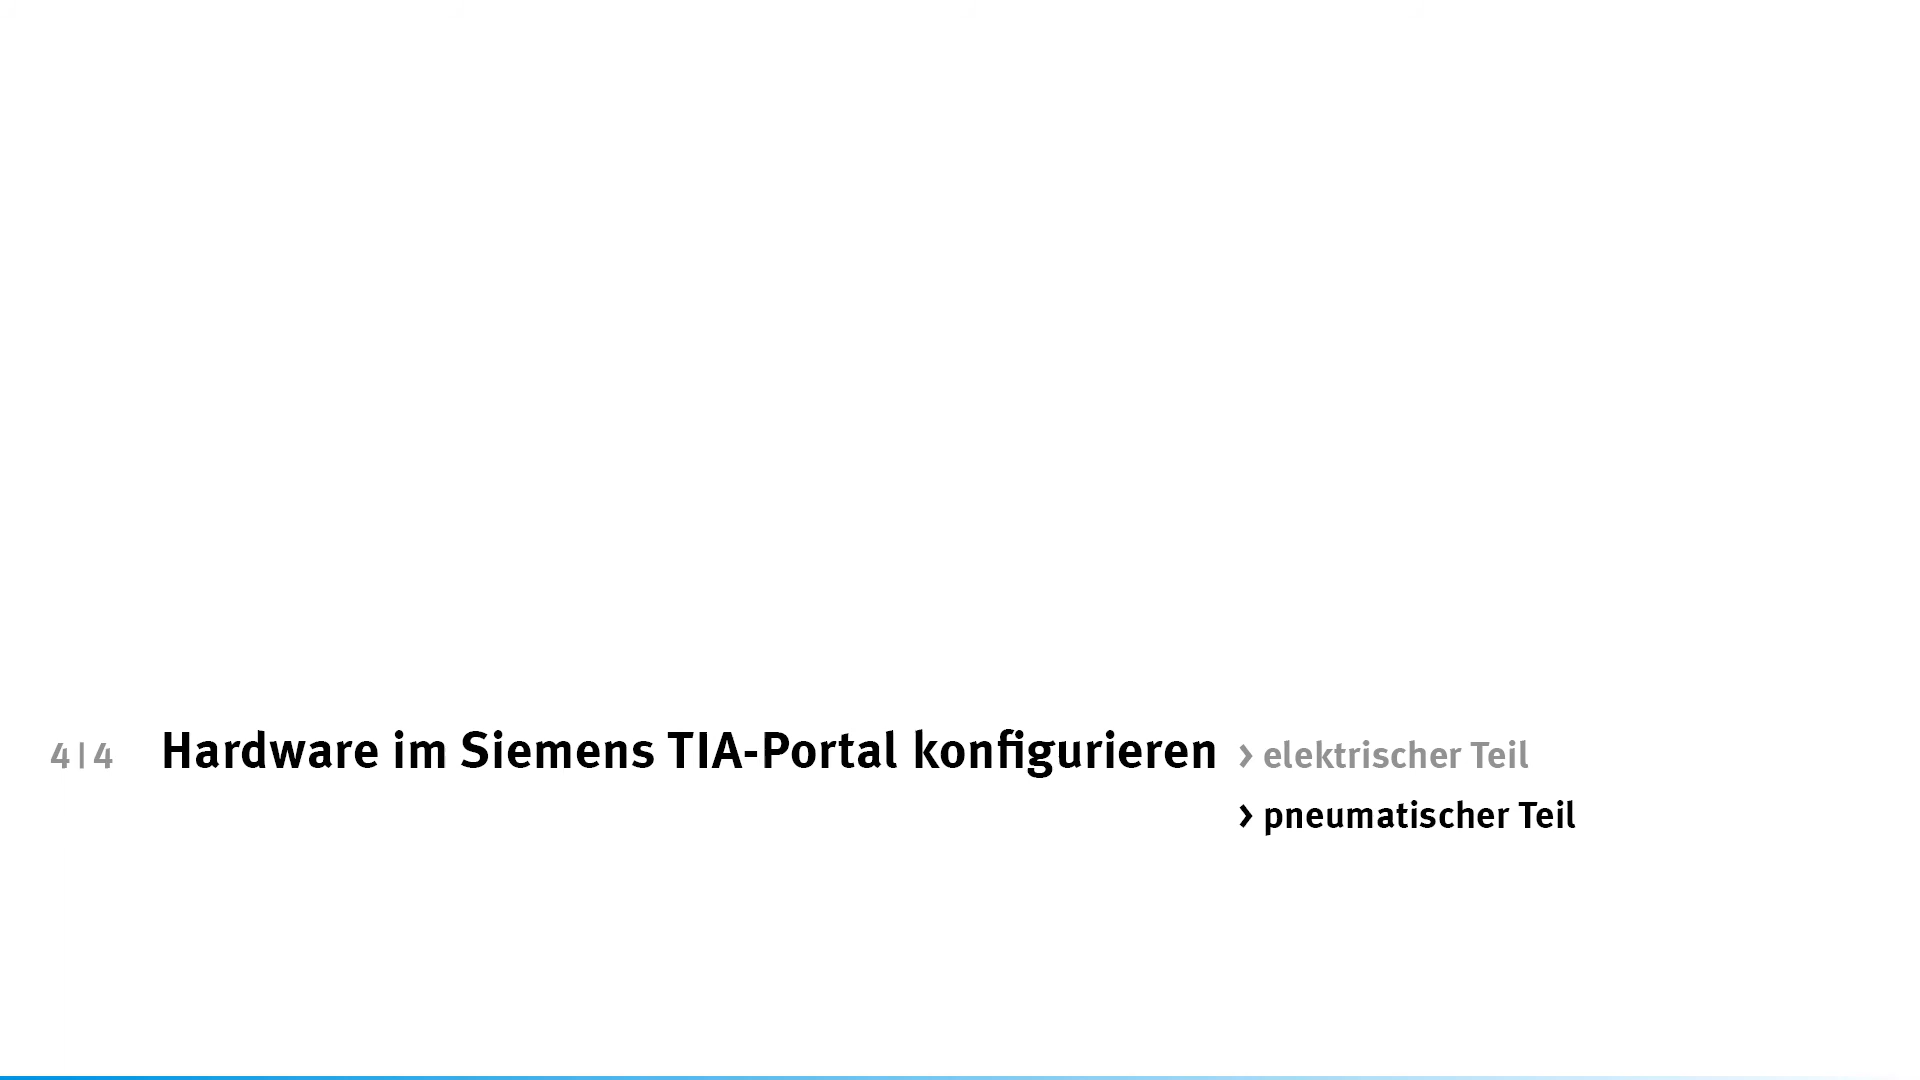 4|4 Hardware im Siemens TIA-Portal konfigurieren > elektrischer Teil
> pneumatischer Teil